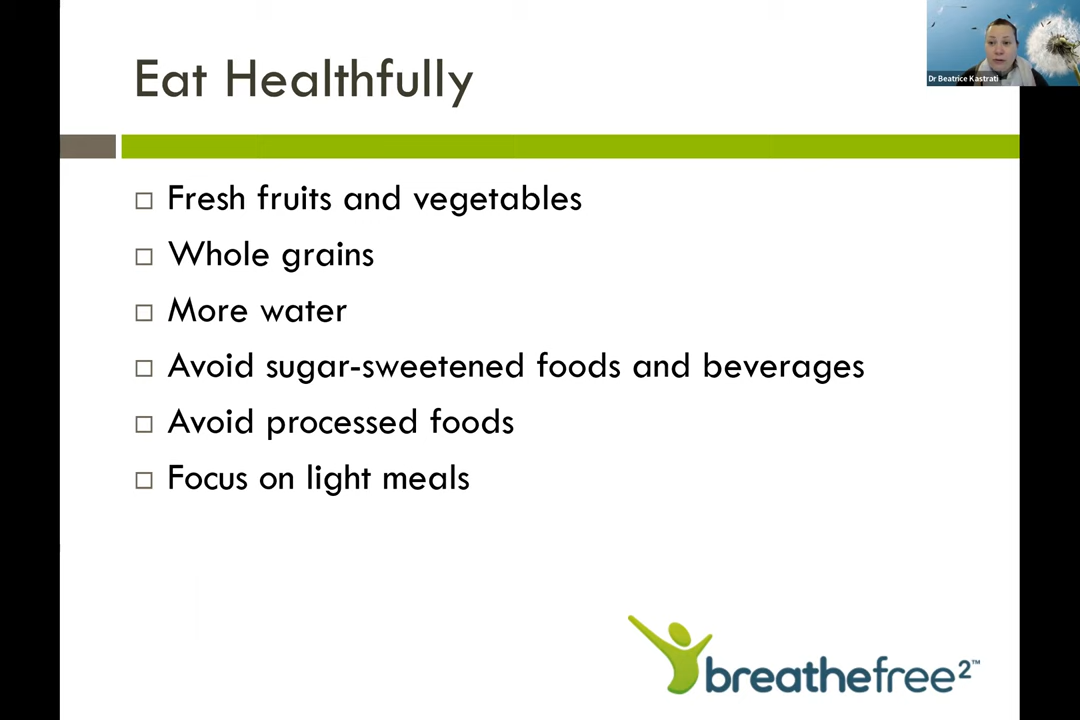 Eat Healthfully
Dr Beatrice Kastrati
Fresh fruits and vegetables
Whole grains
More water
Avoid sugar-sweetened foods and beverages
Avoid processed foods
Focus on light meals
breathefree2™